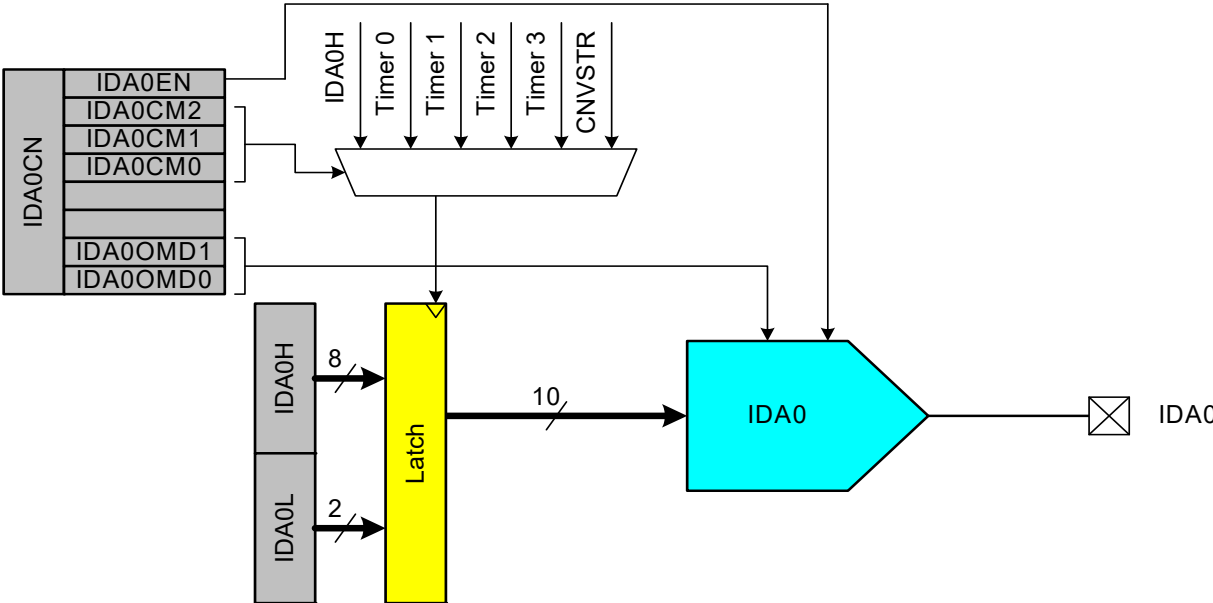 IDA0CN
IDA0EN
IDA0CM2
IDA0CM1
IDA0CM0
IDA0OMD1
IDA0OMD0
IDA0H
Timer 0
Timer 1
Timer 2
Timer 3
CNVSTR
IDA0H
8
IDA0L
2
Latch
10
IDA0
IDA0